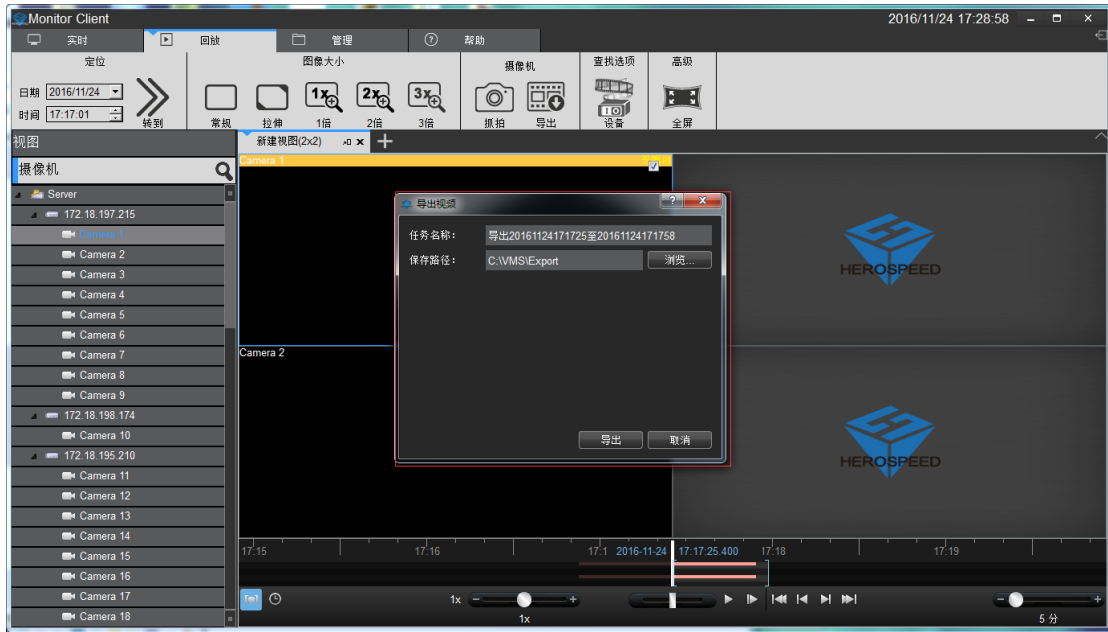 Monitor Client 2016/11/24 17:28:58
实时 回放 管理 帮助
定位 图像大小 摄像机 查找选项 高级
日期 2016/11/24
时间 17:17:01
转到 常规 拉伸 1x 1倍 2x 2倍 3x 3倍 抓拍 导出 设备 全屏
视图 新建视图(2x2)
摄像机
Server
172.18.197.215
Camera 1
Camera 2
Camera 3
Camera 4
Camera 5
Camera 6
Camera 7
Camera 8
Camera 9
172.18.198.174
Camera 10
172.18.195.210
Camera 11
Camera 12
Camera 13
Camera 14
Camera 15
Camera 16
Camera 17
Camera 18
Camera 1
HEROSPEED
Camera 2
HEROSPEED
导出视频
任务名称: 导出20161124171725至20161124171758
保存路径: C:\VMS\Export 浏览...
导出 取消
17:15 17:16 17:1 2016-11-24 17:17:25.400 17:18 17:19
1x
1x 5 分